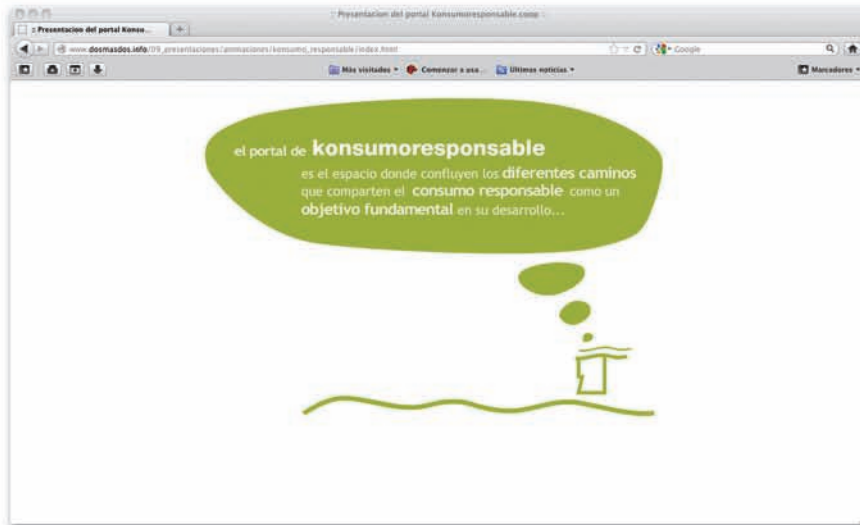 :: Presentacion del portal Konsumoresponsable.coop ::
:: Presentacion del portal Konsu...
www.dosmasdos.info/09_presentaciones/animaciones/konsumo_responsable/index.html
Google
Más visitados
Comenzar a usa...
Últimas noticias
Marcadores
el portal de konsumoresponsable
es el espacio donde confluyen los diferentes caminos
que comparten el consumo responsable como un
objetivo fundamental en su desarrollo...